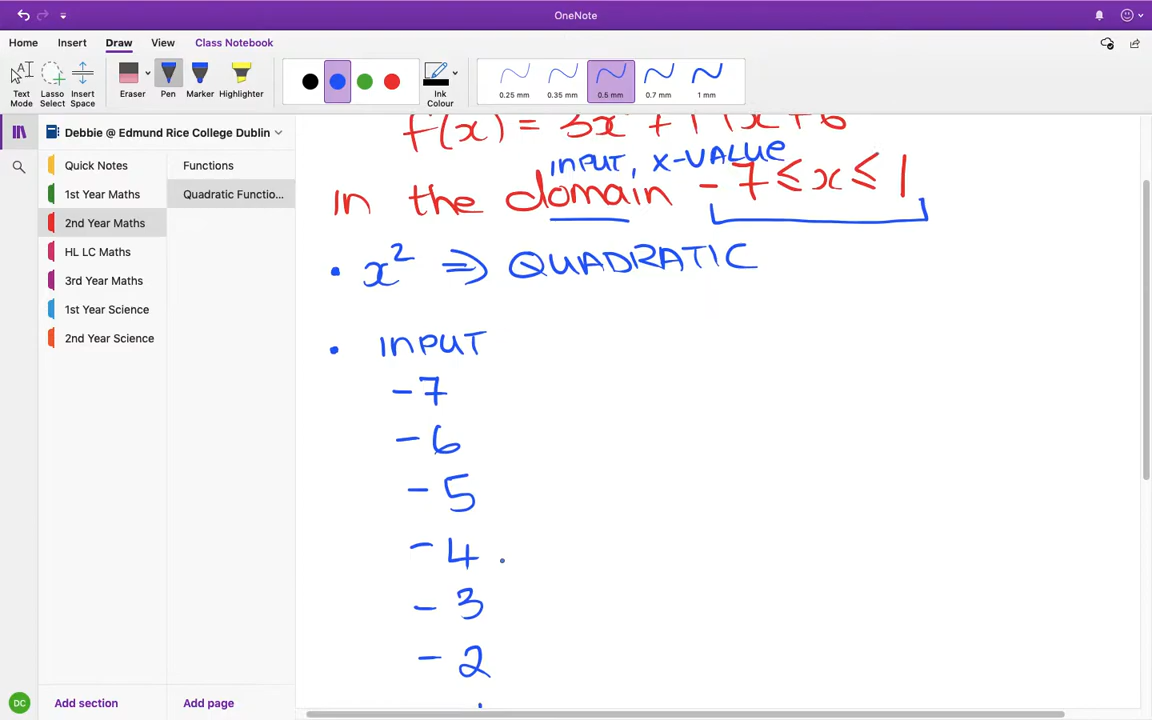 OneNote
Home Insert Draw View Class Notebook
Text Mode Lasso Select Insert Space Eraser Pen Marker Highlighter Ink Colour 0.25 mm 0.35 mm 0.5 mm 0.7 mm 1 mm
Debbie @ Edmund Rice College Dublin
Quick Notes
1st Year Maths
2nd Year Maths
HL LC Maths
3rd Year Maths
1st Year Science
2nd Year Science
Functions
Quadratic Functio...
f(x) =
INPUT, X-VALUE
In the domain - 7 ≤ x ≤ 1
• x² ⇒ QUADRATIC
• INPUT
- 7
- 6
- 5
- 4
- 3
- 2
DC Add section Add page